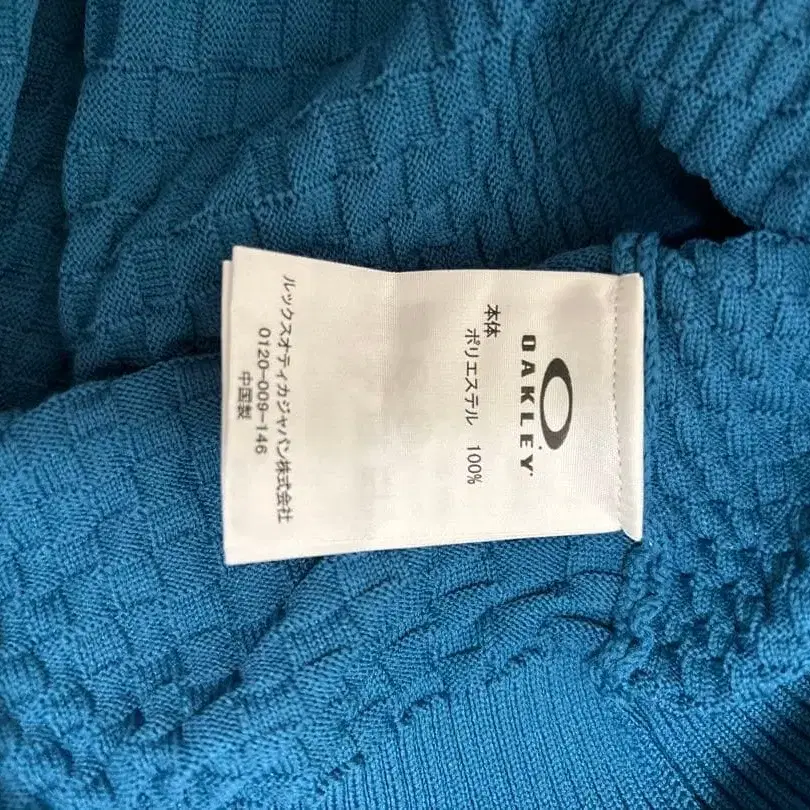 OAKLEY
本体
ポリエステル 100%
ルックスオティカジャパン株式会社
0120-009-146
中国製